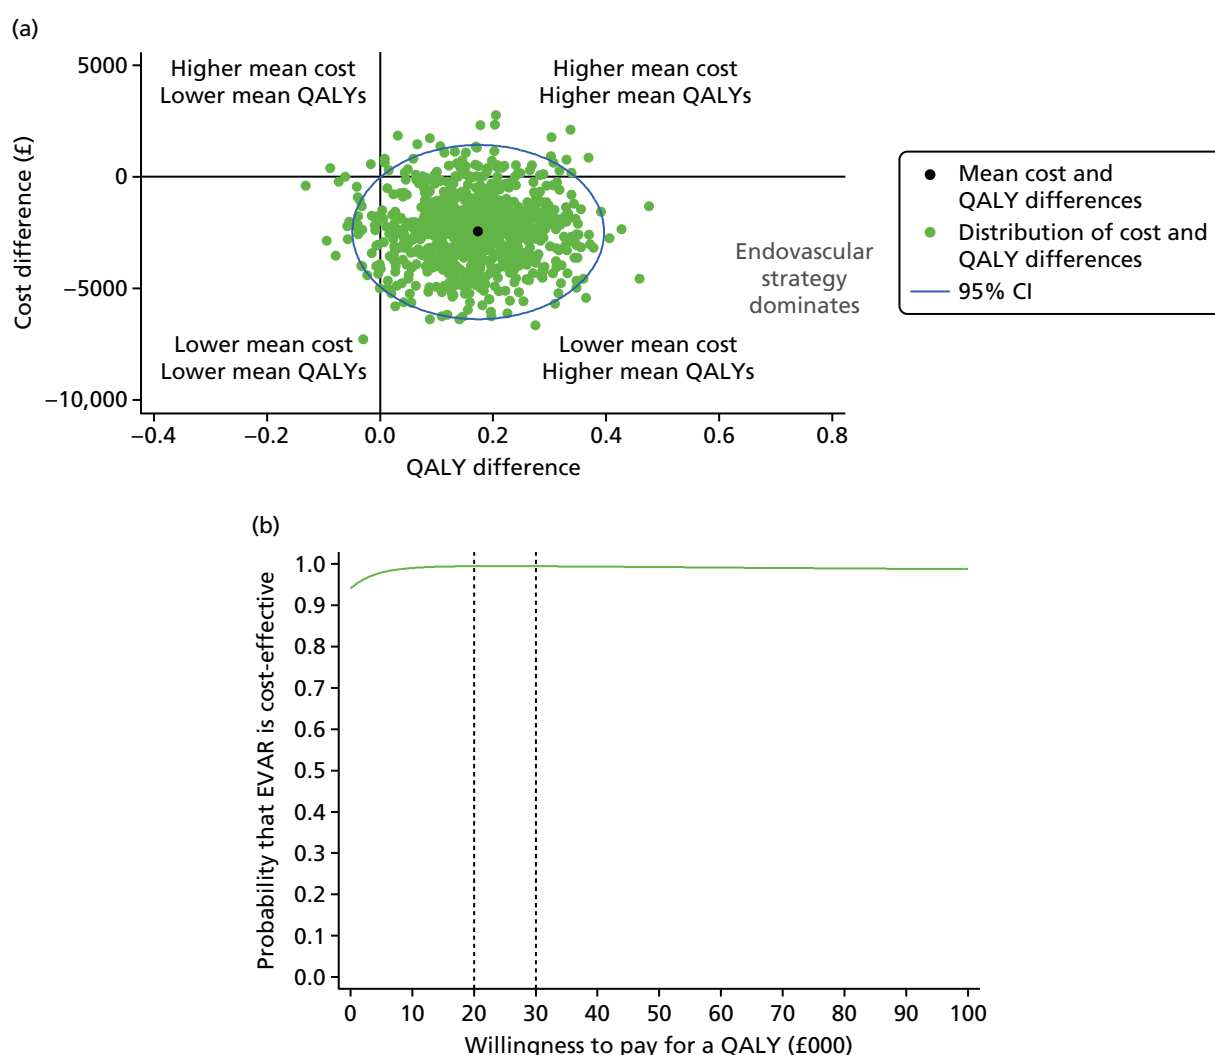 (a)
5000
0
−5000
−10,000
Cost difference (£)
Higher mean cost
Lower mean QALYs
Higher mean cost
Higher mean QALYs
Endovascular
strategy
dominates
Lower mean cost
Lower mean QALYs
Lower mean cost
Higher mean QALYs
−0.4
−0.2
0.0
0.2
0.4
0.6
0.8
QALY difference
Mean cost and
QALY differences
Distribution of cost and
QALY differences
95% CI
(b)
1.0
0.9
0.8
0.7
0.6
0.5
0.4
0.3
0.2
0.1
0.0
Probability that EVAR is cost-effective
0
10
20
30
40
50
60
70
80
90
100
Willingness to pay for a QALY (£000)